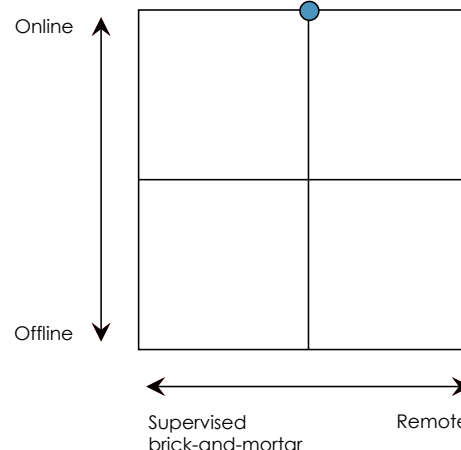 Online
Offline
Supervised
brick-and-mortar
Remote